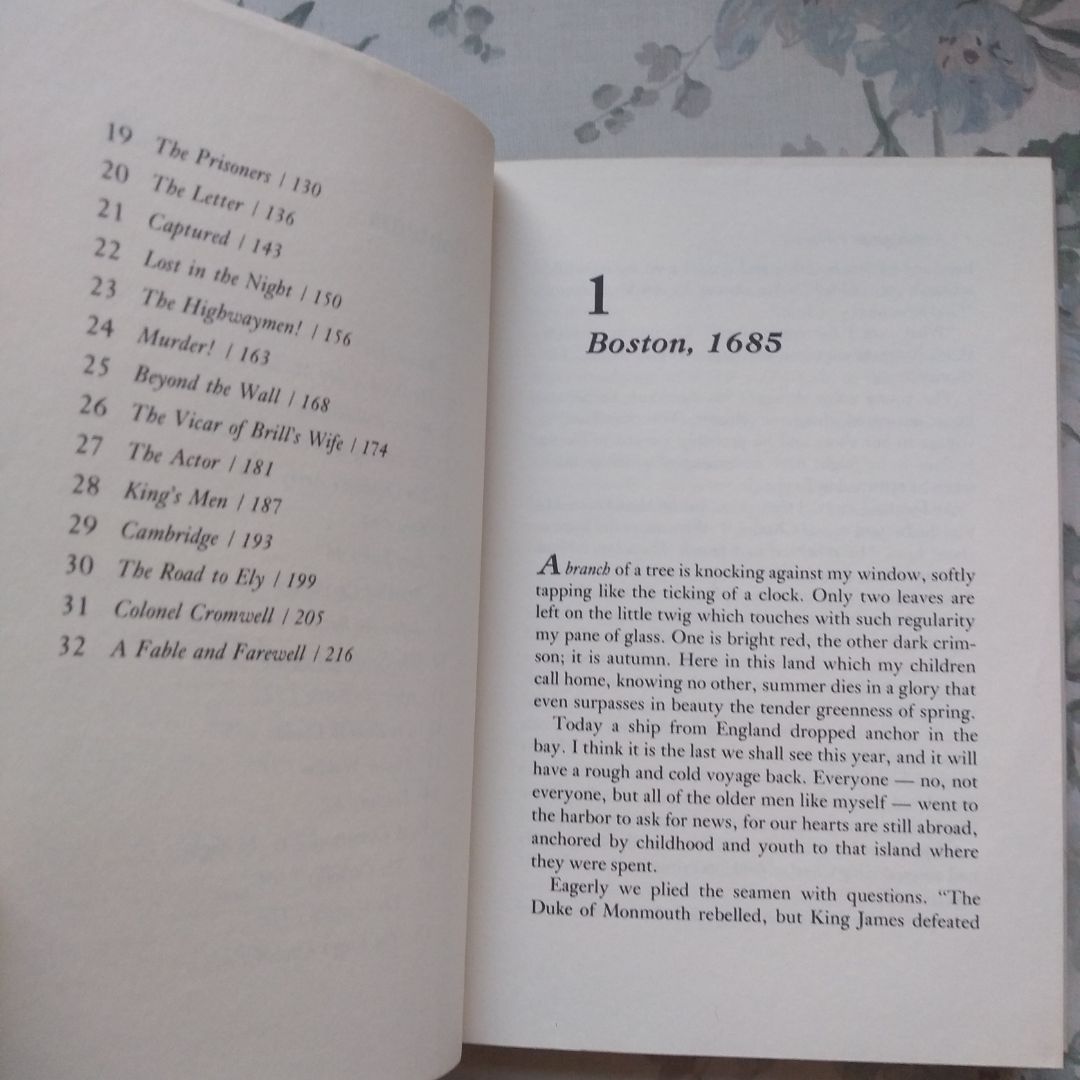 19 The Prisoners / 130
20 The Letter / 136
21 Captured / 143
22 Lost in the Night / 150
23 The Highwaymen! / 156
24 Murder! / 163
25 Beyond the Wall / 168
26 The Vicar of Brill's Wife / 174
27 The Actor / 181
28 King's Men / 187
29 Cambridge / 193
30 The Road to Ely / 199
31 Colonel Cromwell / 205
32 A Fable and Farewell / 216
1
Boston, 1685
A branch of a tree is knocking against my window, softly
tapping like the ticking of a clock. Only two leaves are
left on the little twig which touches with such regularity
my pane of glass. One is bright red, the other dark crim-
son; it is autumn. Here in this land which my children
call home, knowing no other, summer dies in a glory that
even surpasses in beauty the tender greenness of spring.
Today a ship from England dropped anchor in the
bay. I think it is the last we shall see this year, and it will
have a rough and cold voyage back. Everyone — no, not
everyone, but all of the older men like myself — went to
the harbor to ask for news, for our hearts are still abroad,
anchored by childhood and youth to that island where
they were spent.
Eagerly we plied the seamen with questions. "The
Duke of Monmouth rebelled, but King James defeated